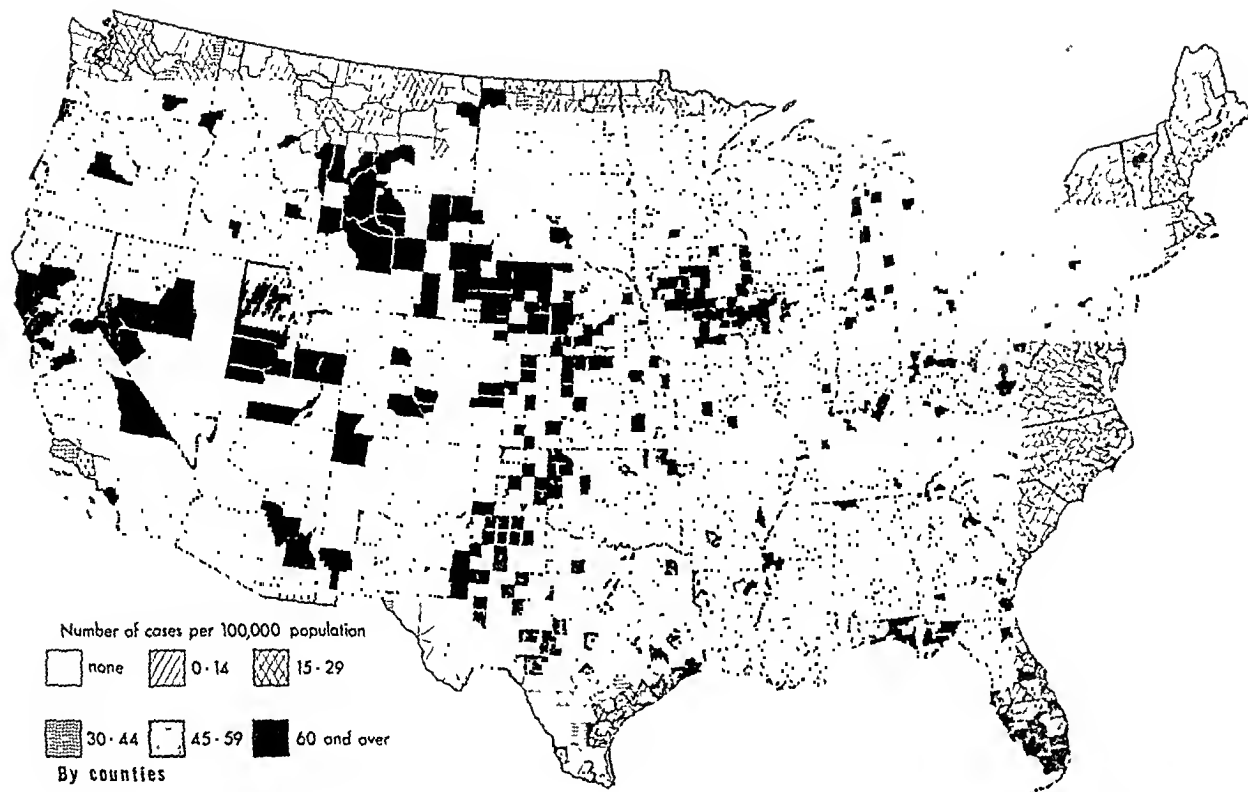 Number of cases per 100,000 population
none 0-14 15-29
30-44 45-59 60 and over
By counties